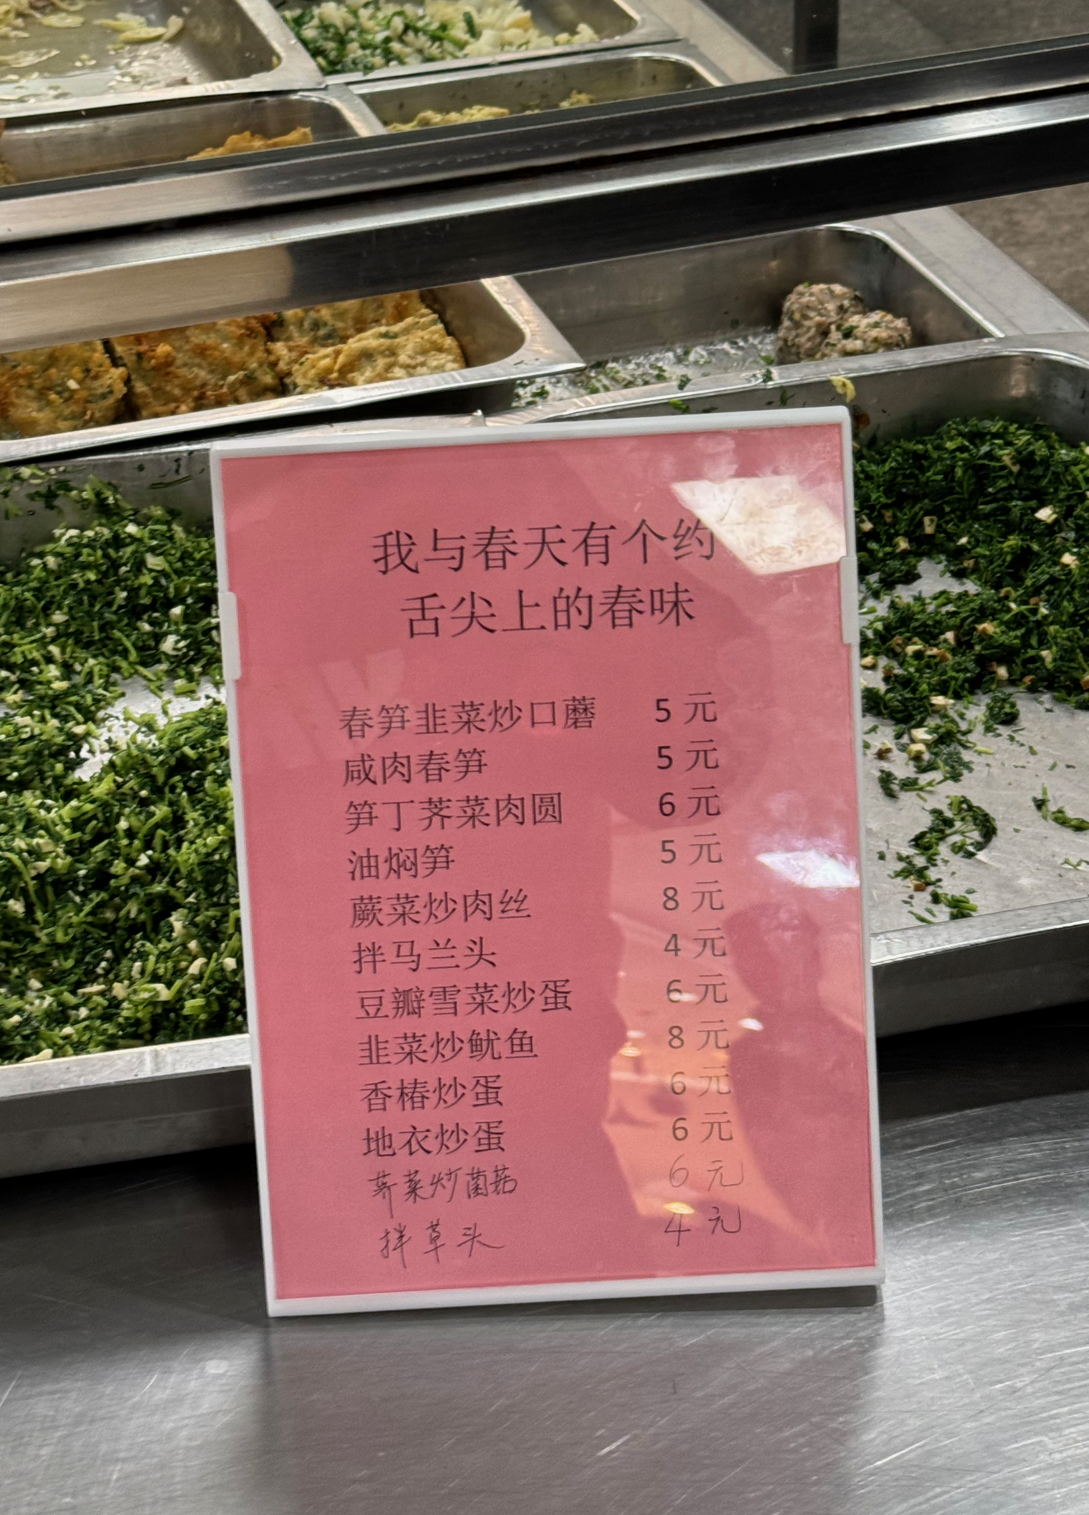 我与春天有个约
舌尖上的春味
春笋韭菜炒口蘑 5 元
咸肉春笋 5 元
笋丁荠菜肉圆 6 元
油焖笋 5 元
蕨菜炒肉丝 8 元
拌马兰头 4 元
豆瓣雪菜炒蛋 6 元
韭菜炒鱿鱼 8 元
香椿炒蛋 6 元
地衣炒蛋 6 元
荠菜炒菌菇 6 元
拌草头 4 元